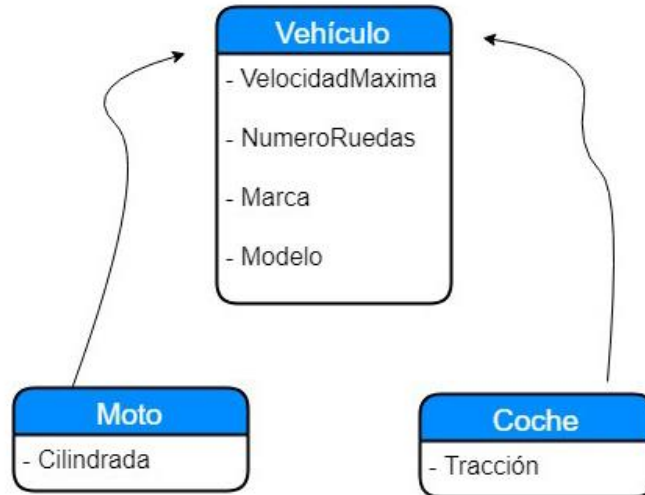 Vehículo
- VelocidadMaxima
- NumeroRuedas
- Marca
- Modelo
Moto
- Cilindrada
Coche
- Tracción